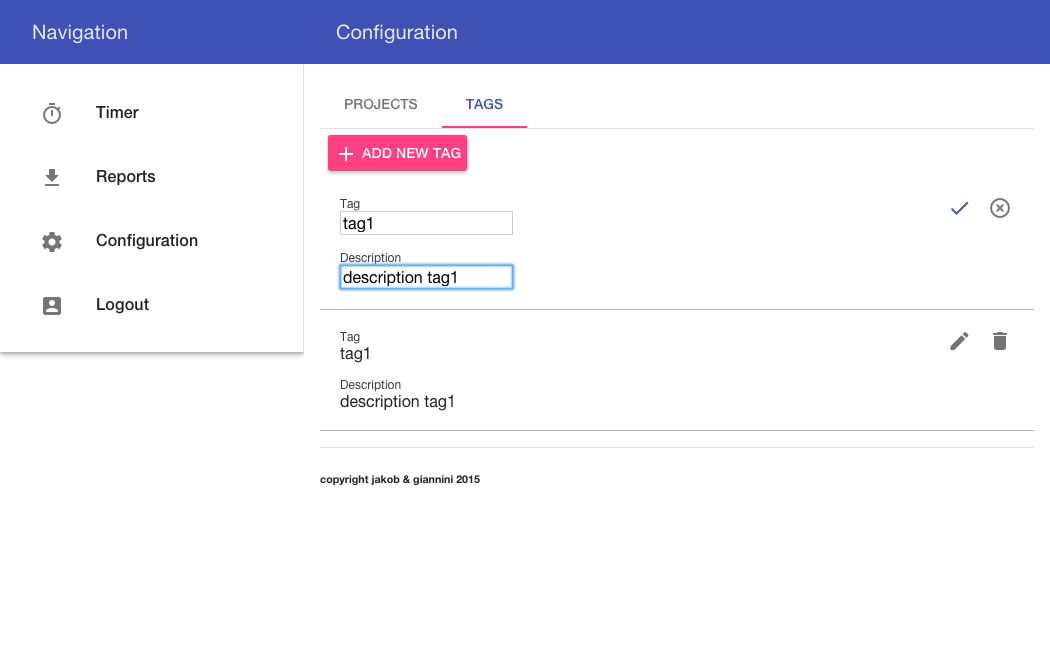 Navigation
Configuration
Timer
Reports
Configuration
Logout
PROJECTS
TAGS
ADD NEW TAG
Tag
tag1
Description
description tag1
Tag
tag1
Description
description tag1
copyright jakob & giannini 2015